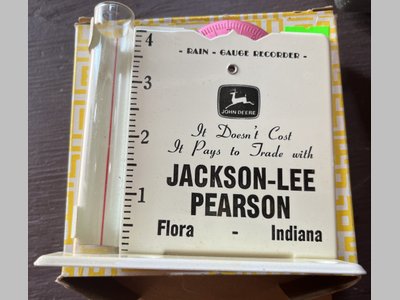 4
- RAIN - GAUGE RECORDER -
3
JOHN DEERE
2
It Doesn't Cost
It Pays to Trade with
JACKSON-LEE
1
PEARSON
Flora - Indiana